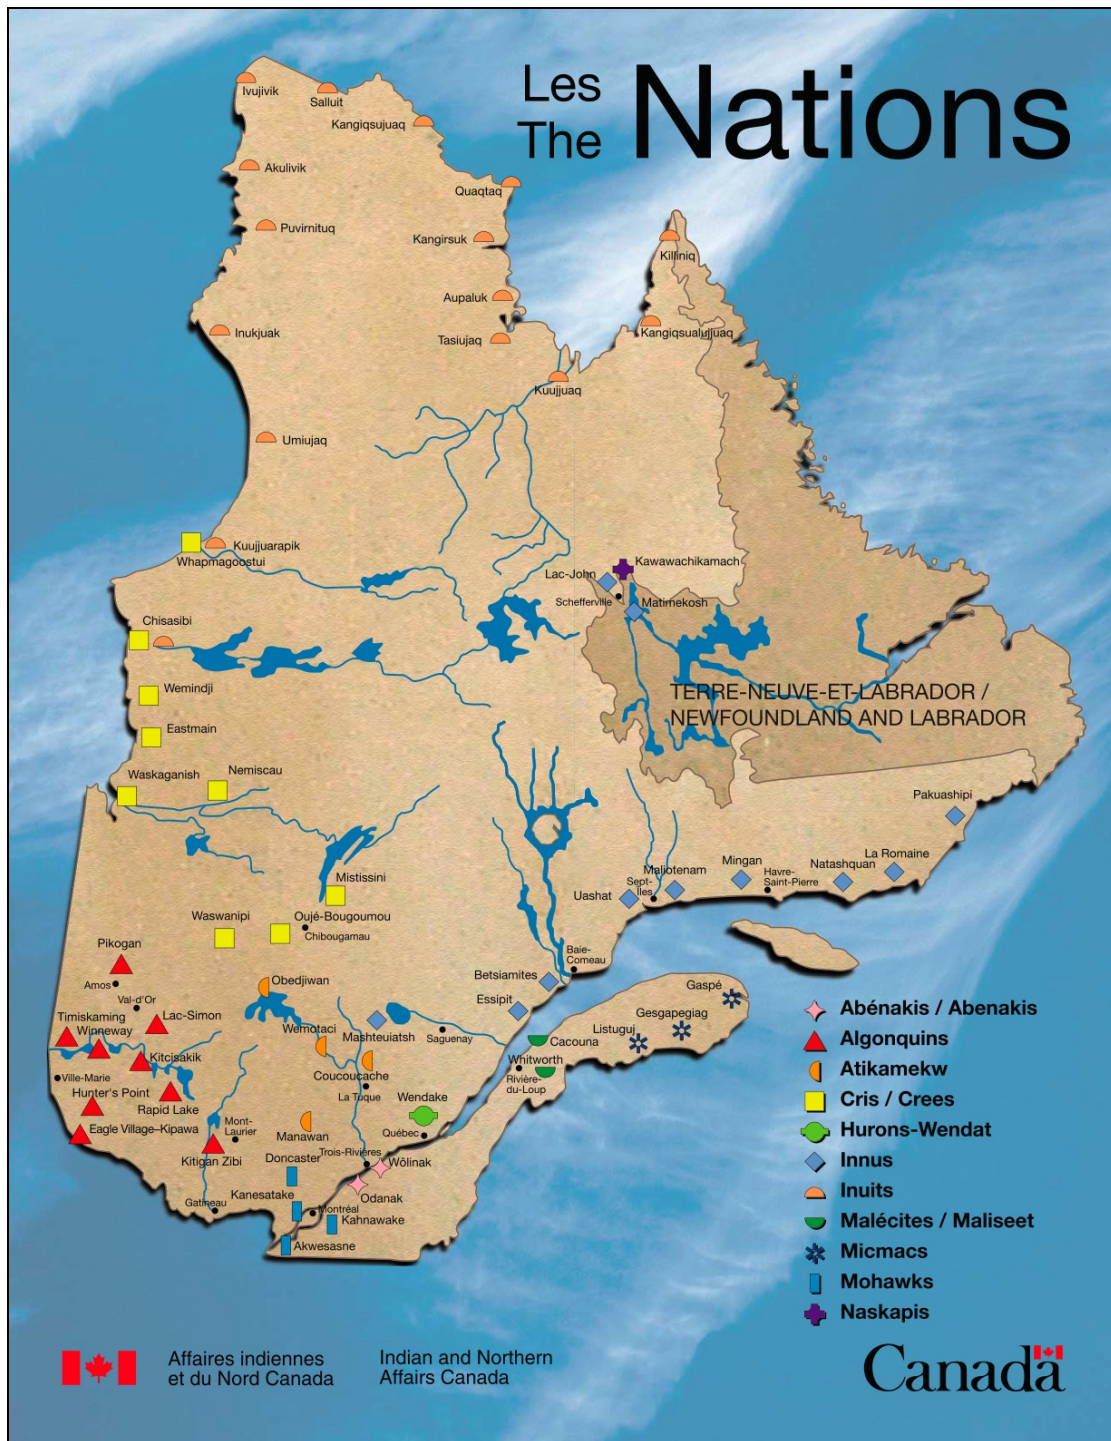 Les
The
Nations
Ivujivik
Salluit
Kangiqsujuaq
Akulivik
Quaqtaq
Puvirnituq
Kangirsuk
Killiniq
Aupaluk
Inukjuak
Tasiujaq
Kangiqsualujjuaq
Kuujjuaq
Umiujaq
Kuujjuarapik
Whapmagoostui
Kawawachikamach
Lac-John
Schefferville
Matimekosh
Chisasibi
Wemindji
TERRE-NEUVE-ET-LABRADOR /
NEWFOUNDLAND AND LABRADOR
Eastmain
Waskaganish
Nemiscau
Pakuashipi
La Romaine
Natashquan
Mingan
Havre-
Saint-Pierre
Maliotenam
Sept-
Îles
Uashat
Mistissini
Waswanipi
Oujé-Bougoumou
Chibougamau
Pikogan
Amos
Val-d'Or
Obedjiwan
Baie-
Comeau
Betsiamites
Essipit
Gaspé
Gesgapegiag
Listuguj
Timiskaming
Winneway
Lac-Simon
Wemotaci
Mashteuiatsh
Saguenay
Cacouna
Kitcisakik
Whitworth
Ville-Marie
Coucoucache
Rivière-
du-Loup
Hunter's Point
La Tuque
Rapid Lake
Wendake
Eagle Village–Kipawa
Mont-
Laurier
Manawan
Québec
Kitigan Zibi
Doncaster
Trois-Rivières
Wôlinak
Kanesatake
Odanak
Gatineau
Montréal
Kahnawake
Akwesasne
Abénakis / Abenakis
Algonquins
Atikamekw
Cris / Crees
Hurons-Wendat
Innus
Inuits
Malécites / Maliseet
Micmacs
Mohawks
Naskapis
Affaires indiennes
et du Nord Canada
Indian and Northern
Affairs Canada
Canada